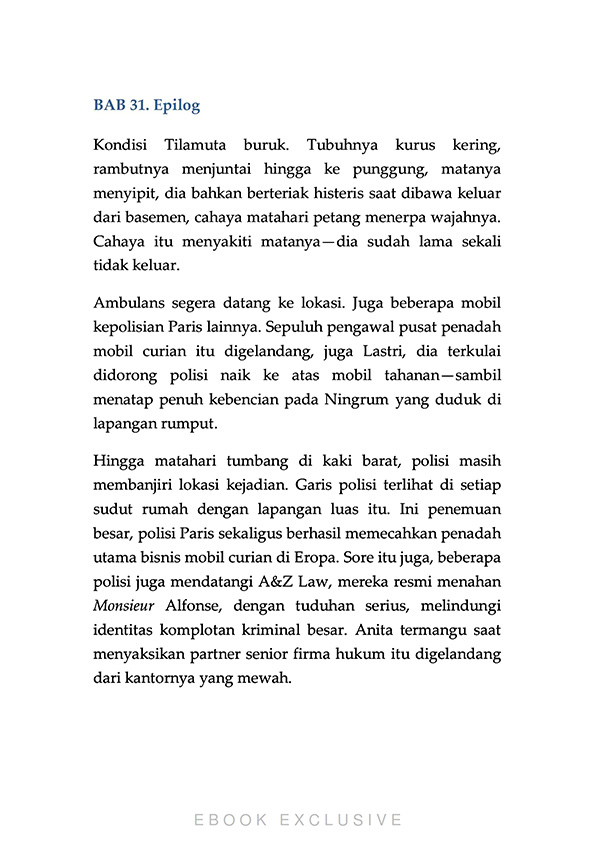 BAB 31. Epilog
Kondisi Tilamuta buruk. Tubuhnya kurus kering,
rambutnya menjuntai hingga ke punggung, matanya
menyipit, dia bahkan berteriak histeris saat dibawa keluar
dari basemen, cahaya matahari petang menerpa wajahnya.
Cahaya itu menyakiti matanya—dia sudah lama sekali
tidak keluar.
Ambulans segera datang ke lokasi. Juga beberapa mobil
kepolisian Paris lainnya. Sepuluh pengawal pusat penadah
mobil curian itu digelandang, juga Lastri, dia terkulai
didorong polisi naik ke atas mobil tahanan—sambil
menatap penuh kebencian pada Ningrum yang duduk di
lapangan rumput.
Hingga matahari tumbang di kaki barat, polisi masih
membanjiri lokasi kejadian. Garis polisi terlihat di setiap
sudut rumah dengan lapangan luas itu. Ini penemuan
besar, polisi Paris sekaligus berhasil memecahkan penadah
utama bisnis mobil curian di Eropa. Sore itu juga, beberapa
polisi juga mendatangi A&Z Law, mereka resmi menahan
Monsieur Alfonse, dengan tuduhan serius, melindungi
identitas komplotan kriminal besar. Anita termangu saat
menyaksikan partner senior firma hukum itu digelandang
dari kantornya yang mewah.
EBOOK EXCLUSIVE